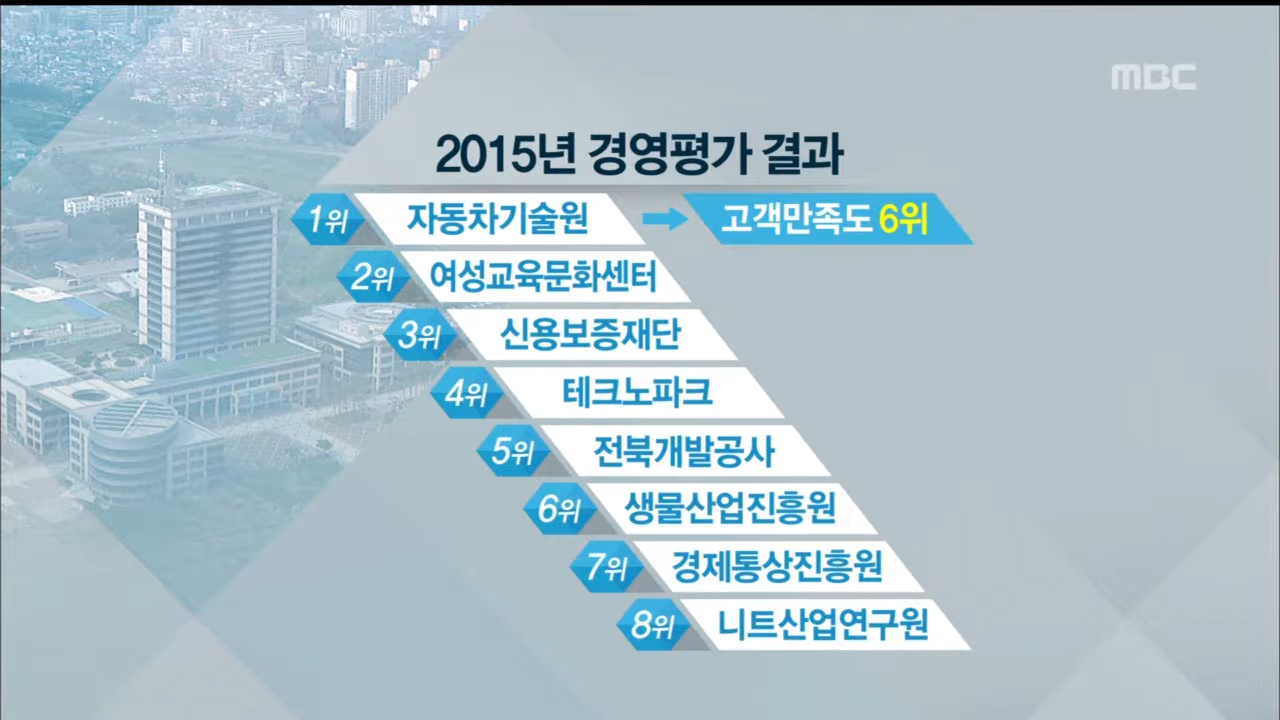 MBC
2015년 경영평가 결과
1위 자동차기술원 → 고객만족도 6위
2위 여성교육문화센터
3위 신용보증재단
4위 테크노파크
5위 전북개발공사
6위 생물산업진흥원
7위 경제통상진흥원
8위 니트산업연구원